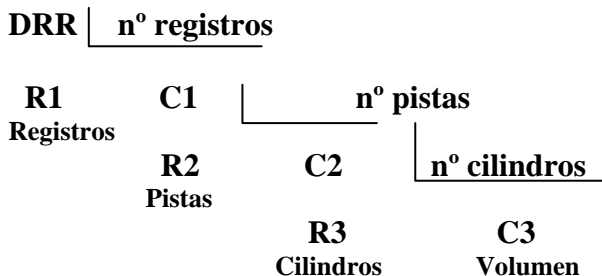 DRR nº registros
R1 C1 nº pistas
Registros
R2 C2 nº cilindros
Pistas
R3 C3
Cilindros Volumen